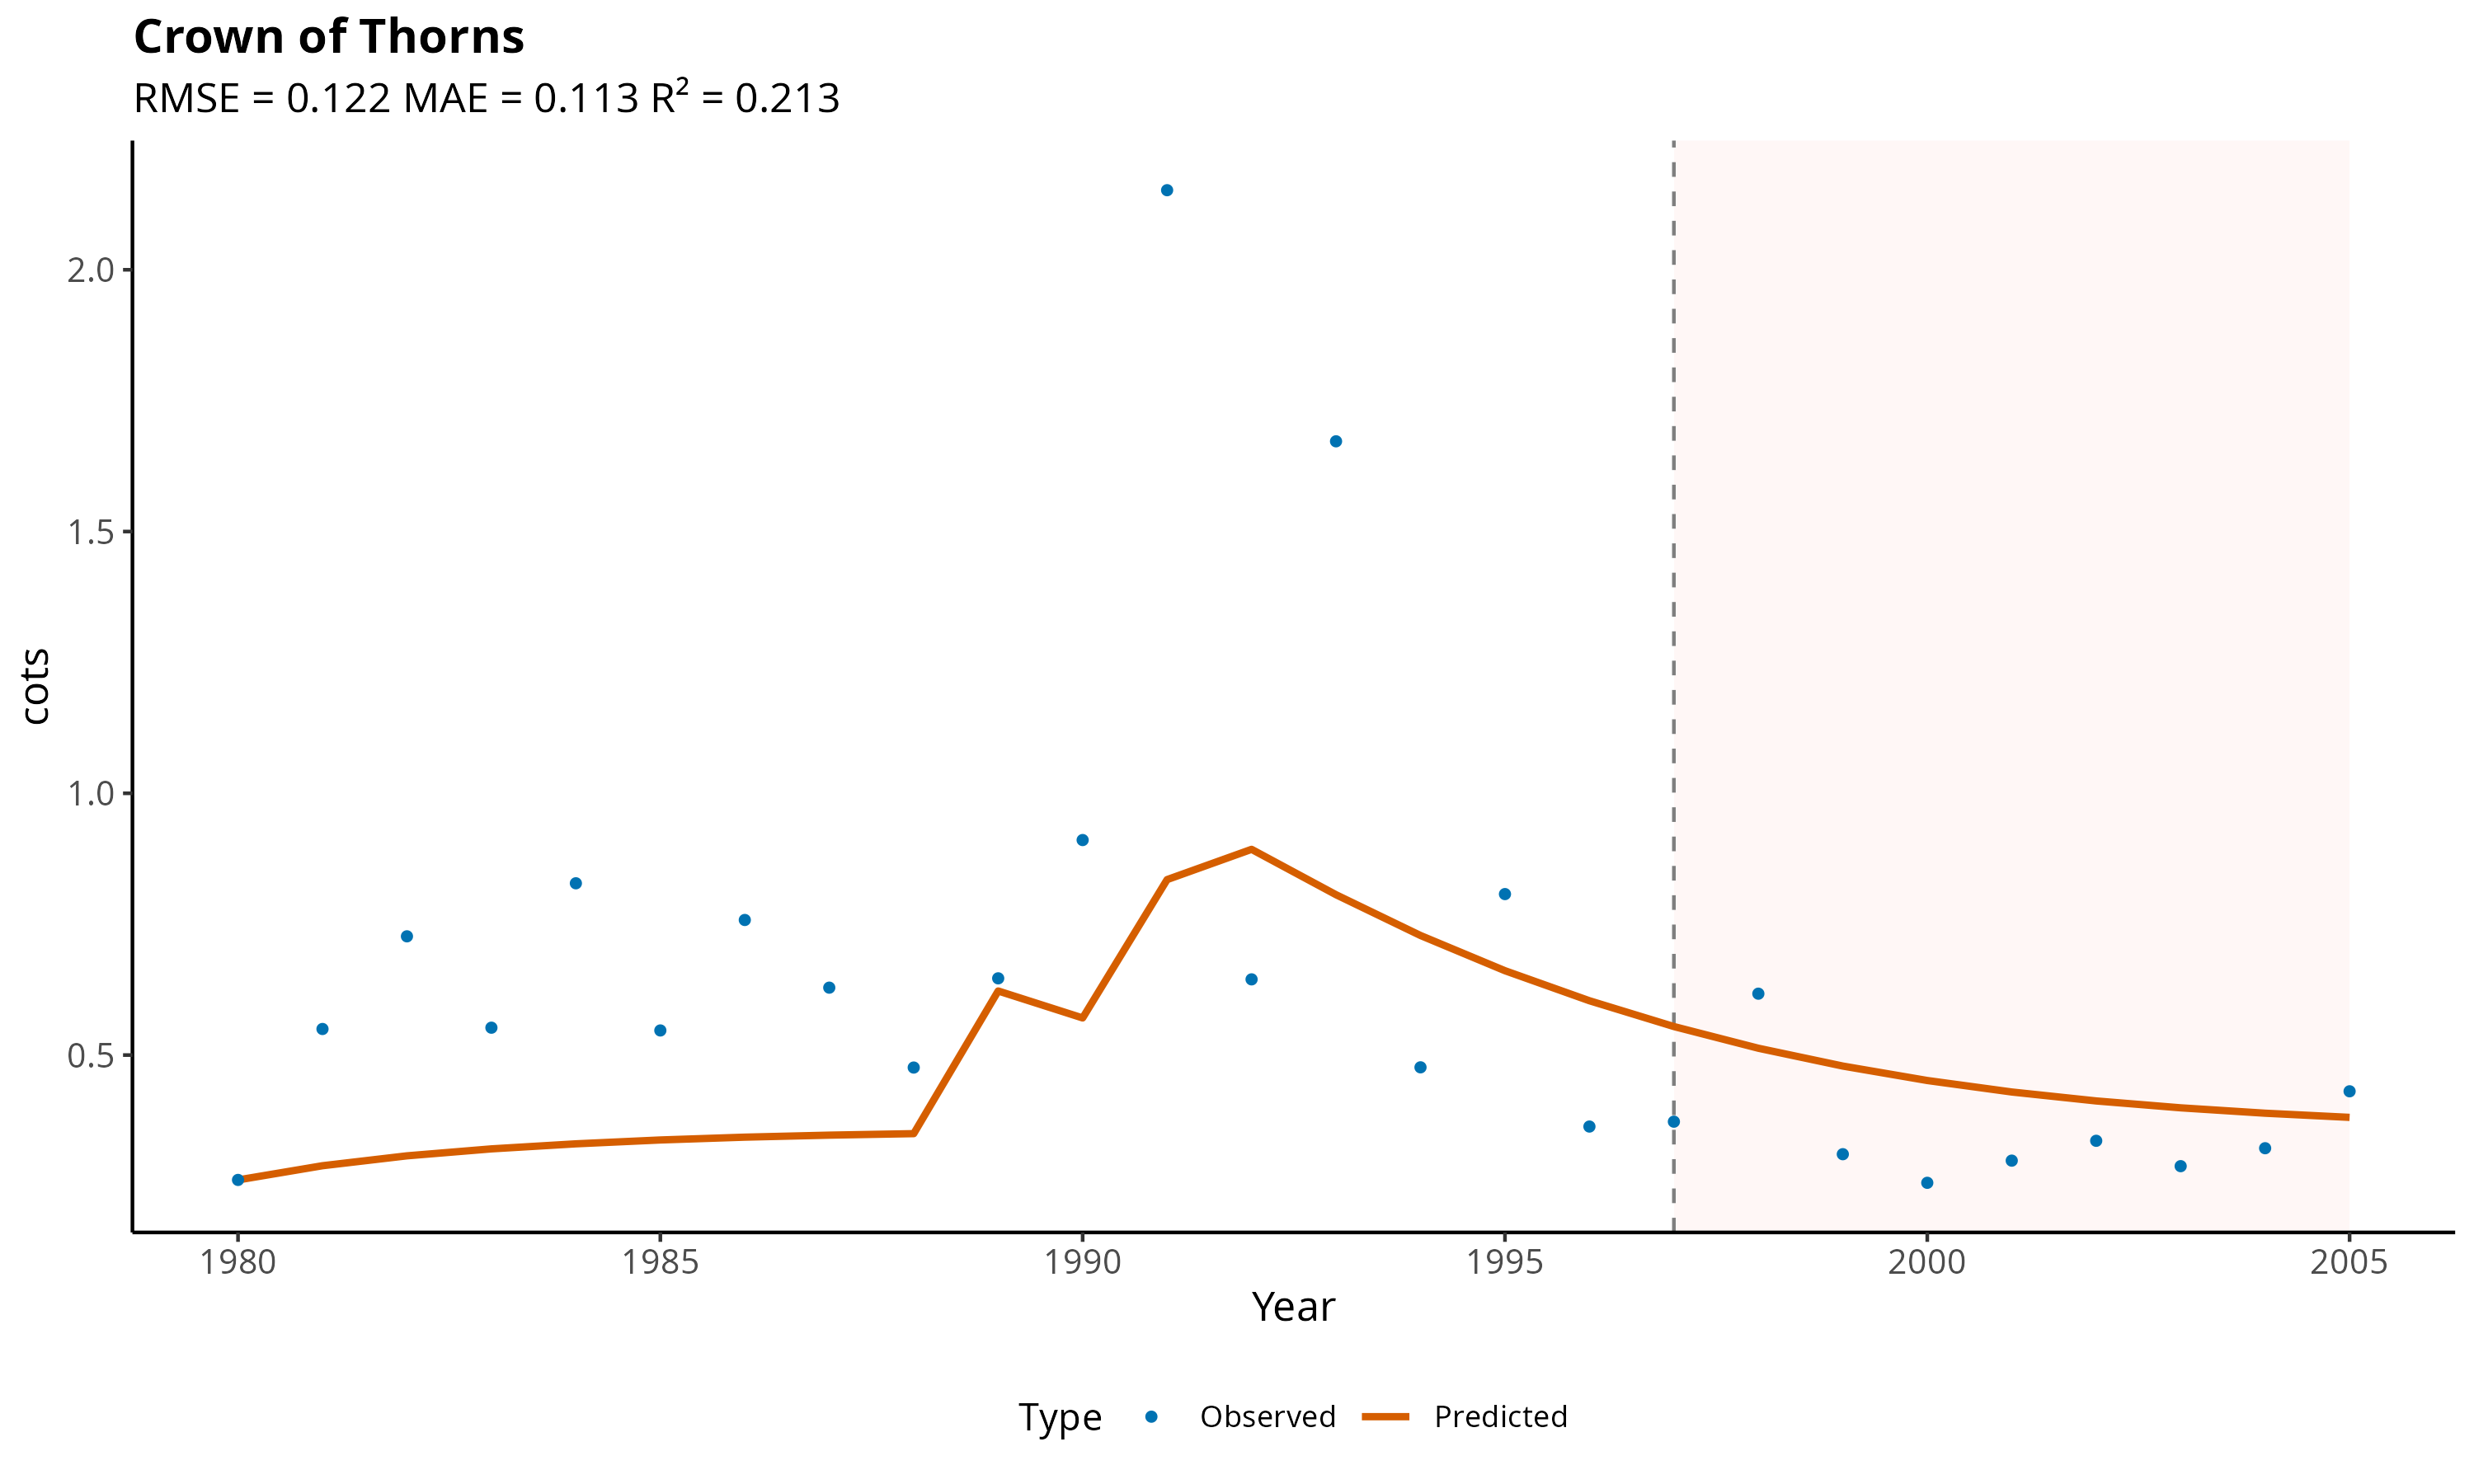 Crown of Thorns
RMSE = 0.122 MAE = 0.113 R² = 0.213
cots
2.0
1.5
1.0
0.5
1980 1985 1990 1995 2000 2005
Year
Type Observed Predicted